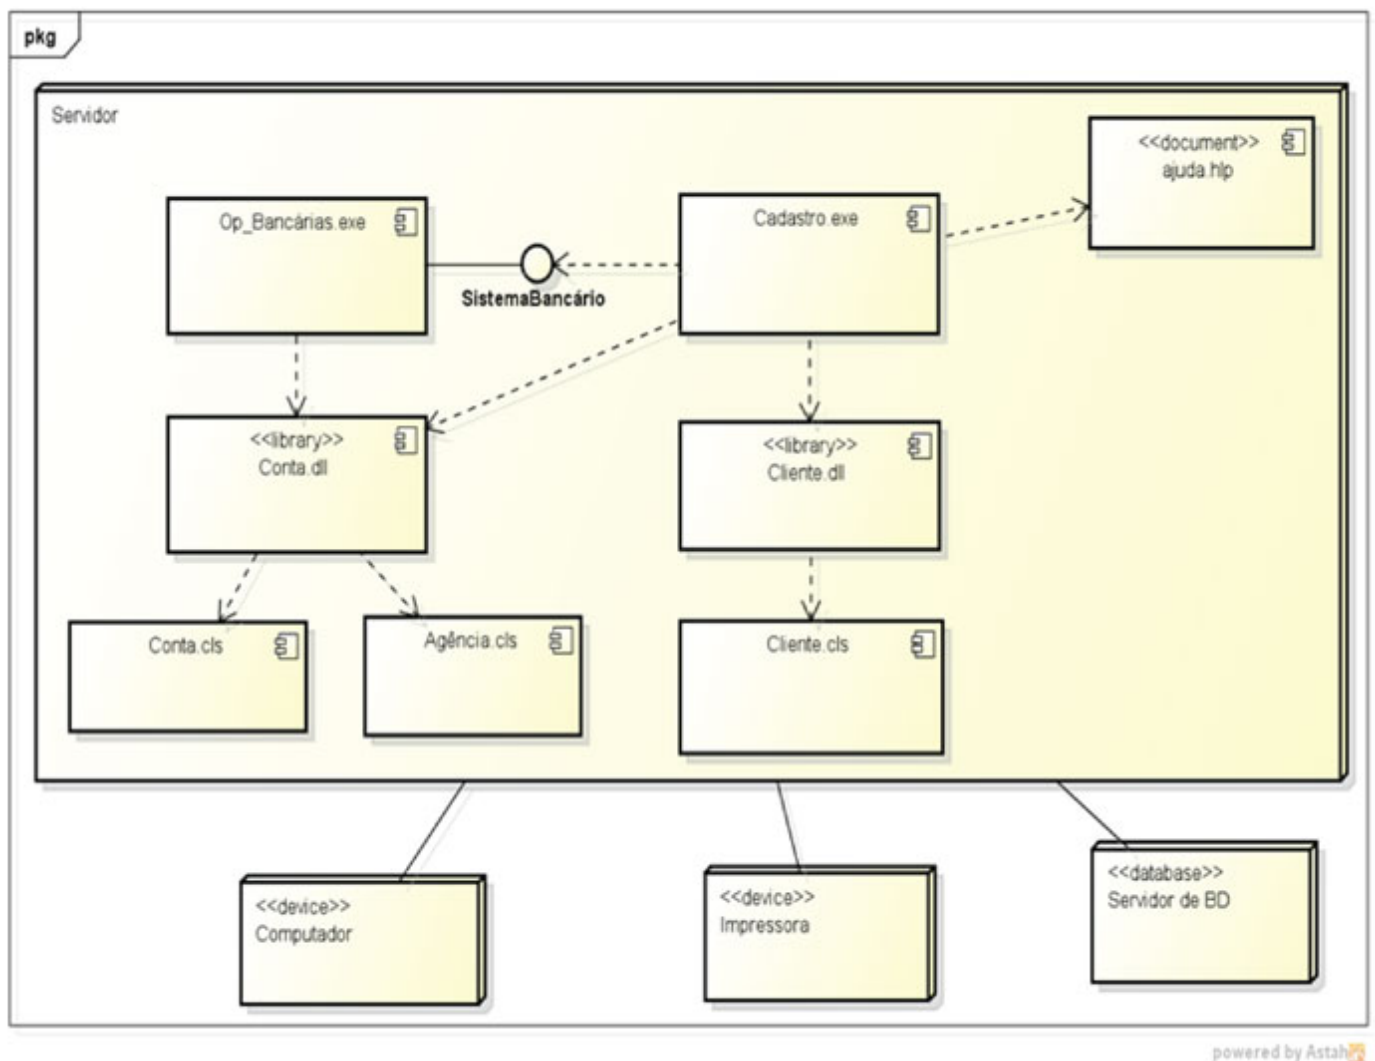 pkg
Servidor
<<document>>
ajuda.hlp
Op_Bancárias.exe
Cadastro.exe
SistemaBancário
<<library>>
Conta.dll
<<library>>
Cliente.dll
Conta.cls
Agência.cls
Cliente.cls
<<device>>
Computador
<<device>>
Impressora
<<database>>
Servidor de BD
powered by Astah